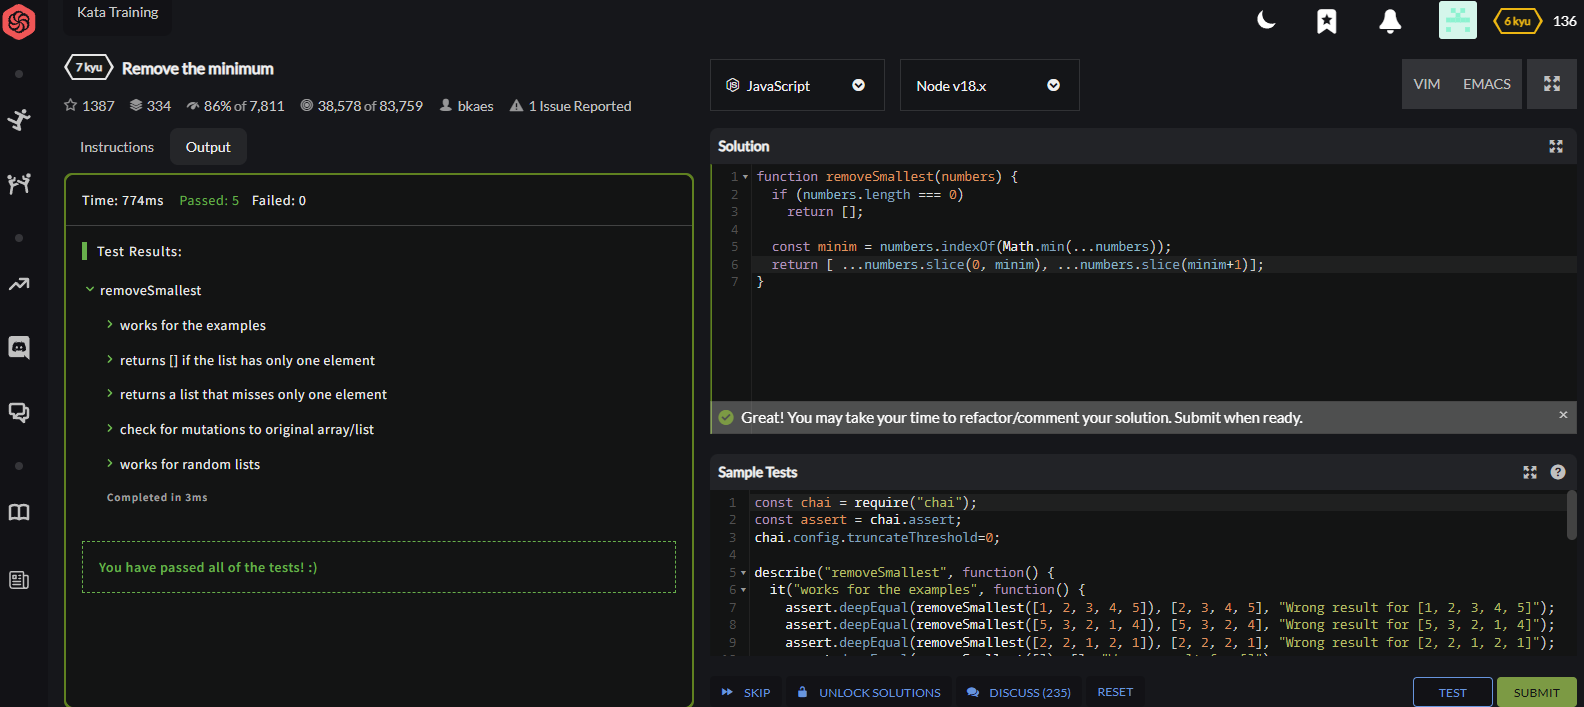 Kata Training
6 kyu 136
7 kyu Remove the minimum
1387 334 86% of 7,811 38,578 of 83,759 bkaes 1 Issue Reported
Instructions Output
Time: 774ms Passed: 5 Failed: 0
Test Results:
removeSmallest
works for the examples
returns [] if the list has only one element
returns a list that misses only one element
check for mutations to original array/list
works for random lists
Completed in 3ms
You have passed all of the tests! :)
JavaScript Node v18.x VIM EMACS
Solution
1 function removeSmallest(numbers) {
2 if (numbers.length === 0)
3 return [];
4
5 const minim = numbers.indexOf(Math.min(...numbers));
6 return [ ...numbers.slice(0, minim), ...numbers.slice(minim+1)];
7 }
Great! You may take your time to refactor/comment your solution. Submit when ready.
Sample Tests
1 const chai = require("chai");
2 const assert = chai.assert;
3 chai.config.truncateThreshold=0;
4
5 describe("removeSmallest", function() {
6 it("works for the examples", function() {
7 assert.deepEqual(removeSmallest([1, 2, 3, 4, 5]), [2, 3, 4, 5], "Wrong result for [1, 2, 3, 4, 5]");
8 assert.deepEqual(removeSmallest([5, 3, 2, 1, 4]), [5, 3, 2, 4], "Wrong result for [5, 3, 2, 1, 4]");
9 assert.deepEqual(removeSmallest([2, 2, 1, 2, 1]), [2, 2, 2, 1], "Wrong result for [2, 2, 1, 2, 1]");
SKIP UNLOCK SOLUTIONS DISCUSS (235) RESET TEST SUBMIT